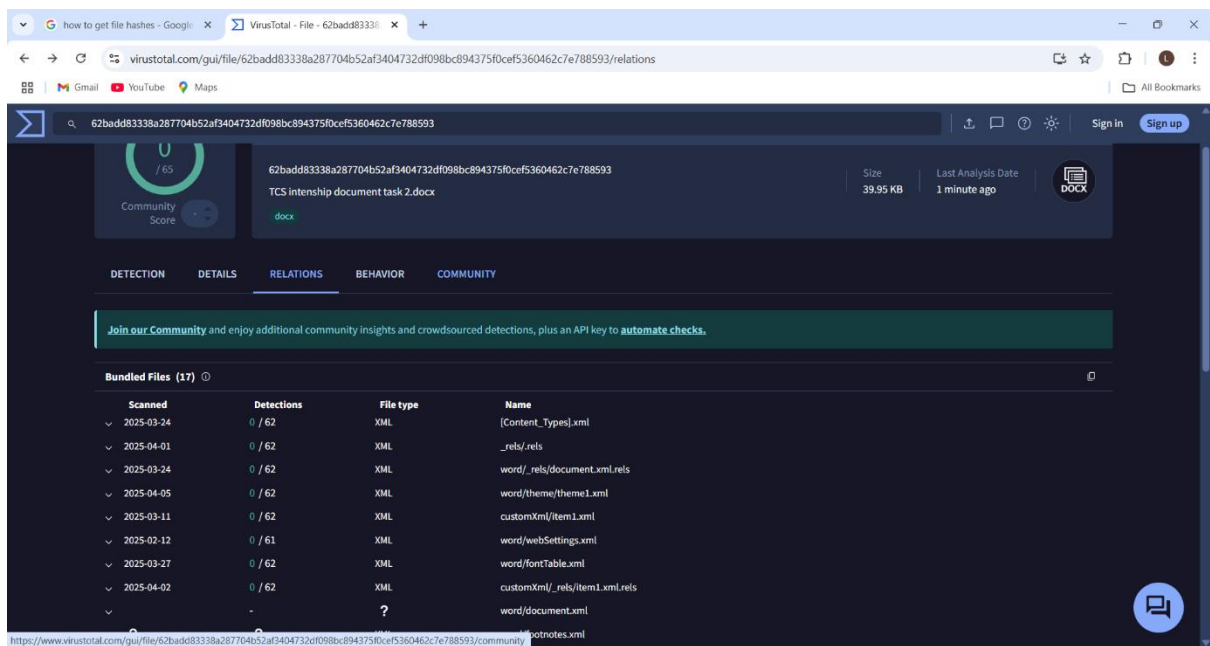 how to get file hashes - Google
VirusTotal - File - 62badd83338
virustotal.com/gui/file/62badd83338a287704b52af3404732df098bc894375f0cef5360462c7e788593/relations
Gmail YouTube Maps All Bookmarks
62badd83338a287704b52af3404732df098bc894375f0cef5360462c7e788593 Sign in Sign up
/ 65
Community
Score
62badd83338a287704b52af3404732df098bc894375f0cef5360462c7e788593
TCS intenship document task 2.docx
docx
Size
39.95 KB
Last Analysis Date
1 minute ago
DOCX
DETECTION DETAILS RELATIONS BEHAVIOR COMMUNITY
Join our Community and enjoy additional community insights and crowdsourced detections, plus an API key to automate checks.
Bundled Files (17)
Scanned Detections File type Name
2025-03-24 0 / 62 XML [Content_Types].xml
2025-04-01 0 / 62 XML _rels/.rels
2025-03-24 0 / 62 XML word/_rels/document.xml.rels
2025-04-05 0 / 62 XML word/theme/theme1.xml
2025-03-11 0 / 62 XML customXml/item1.xml
2025-02-12 0 / 61 XML word/webSettings.xml
2025-03-27 0 / 62 XML word/fontTable.xml
2025-04-02 0 / 62 XML customXml/_rels/item1.xml.rels
- ? word/document.xml
https://www.virustotal.com/gui/file/62badd83338a287704b52af3404732df098bc894375f0cef5360462c7e788593/community